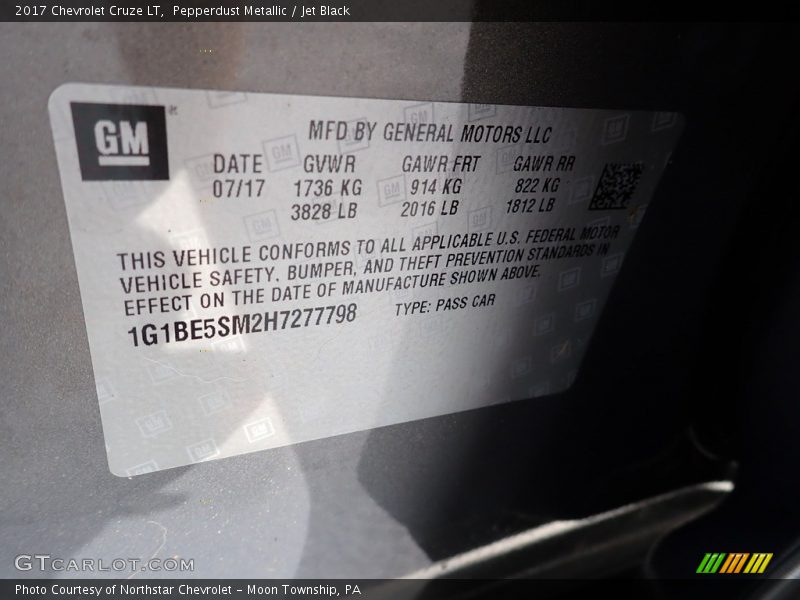 2017 Chevrolet Cruze LT, Pepperdust Metallic / Jet Black
GM
MFD BY GENERAL MOTORS LLC
DATE GVWR GAWR FRT GAWR RR
07/17 1736 KG 914 KG 822 KG
3828 LB 2016 LB 1812 LB
THIS VEHICLE CONFORMS TO ALL APPLICABLE U.S. FEDERAL MOTOR
VEHICLE SAFETY, BUMPER, AND THEFT PREVENTION STANDARDS IN
EFFECT ON THE DATE OF MANUFACTURE SHOWN ABOVE.
1G1BE5SM2H7277798 TYPE: PASS CAR
GTCARLOT.COM
Photo Courtesy of Northstar Chevrolet - Moon Township, PA